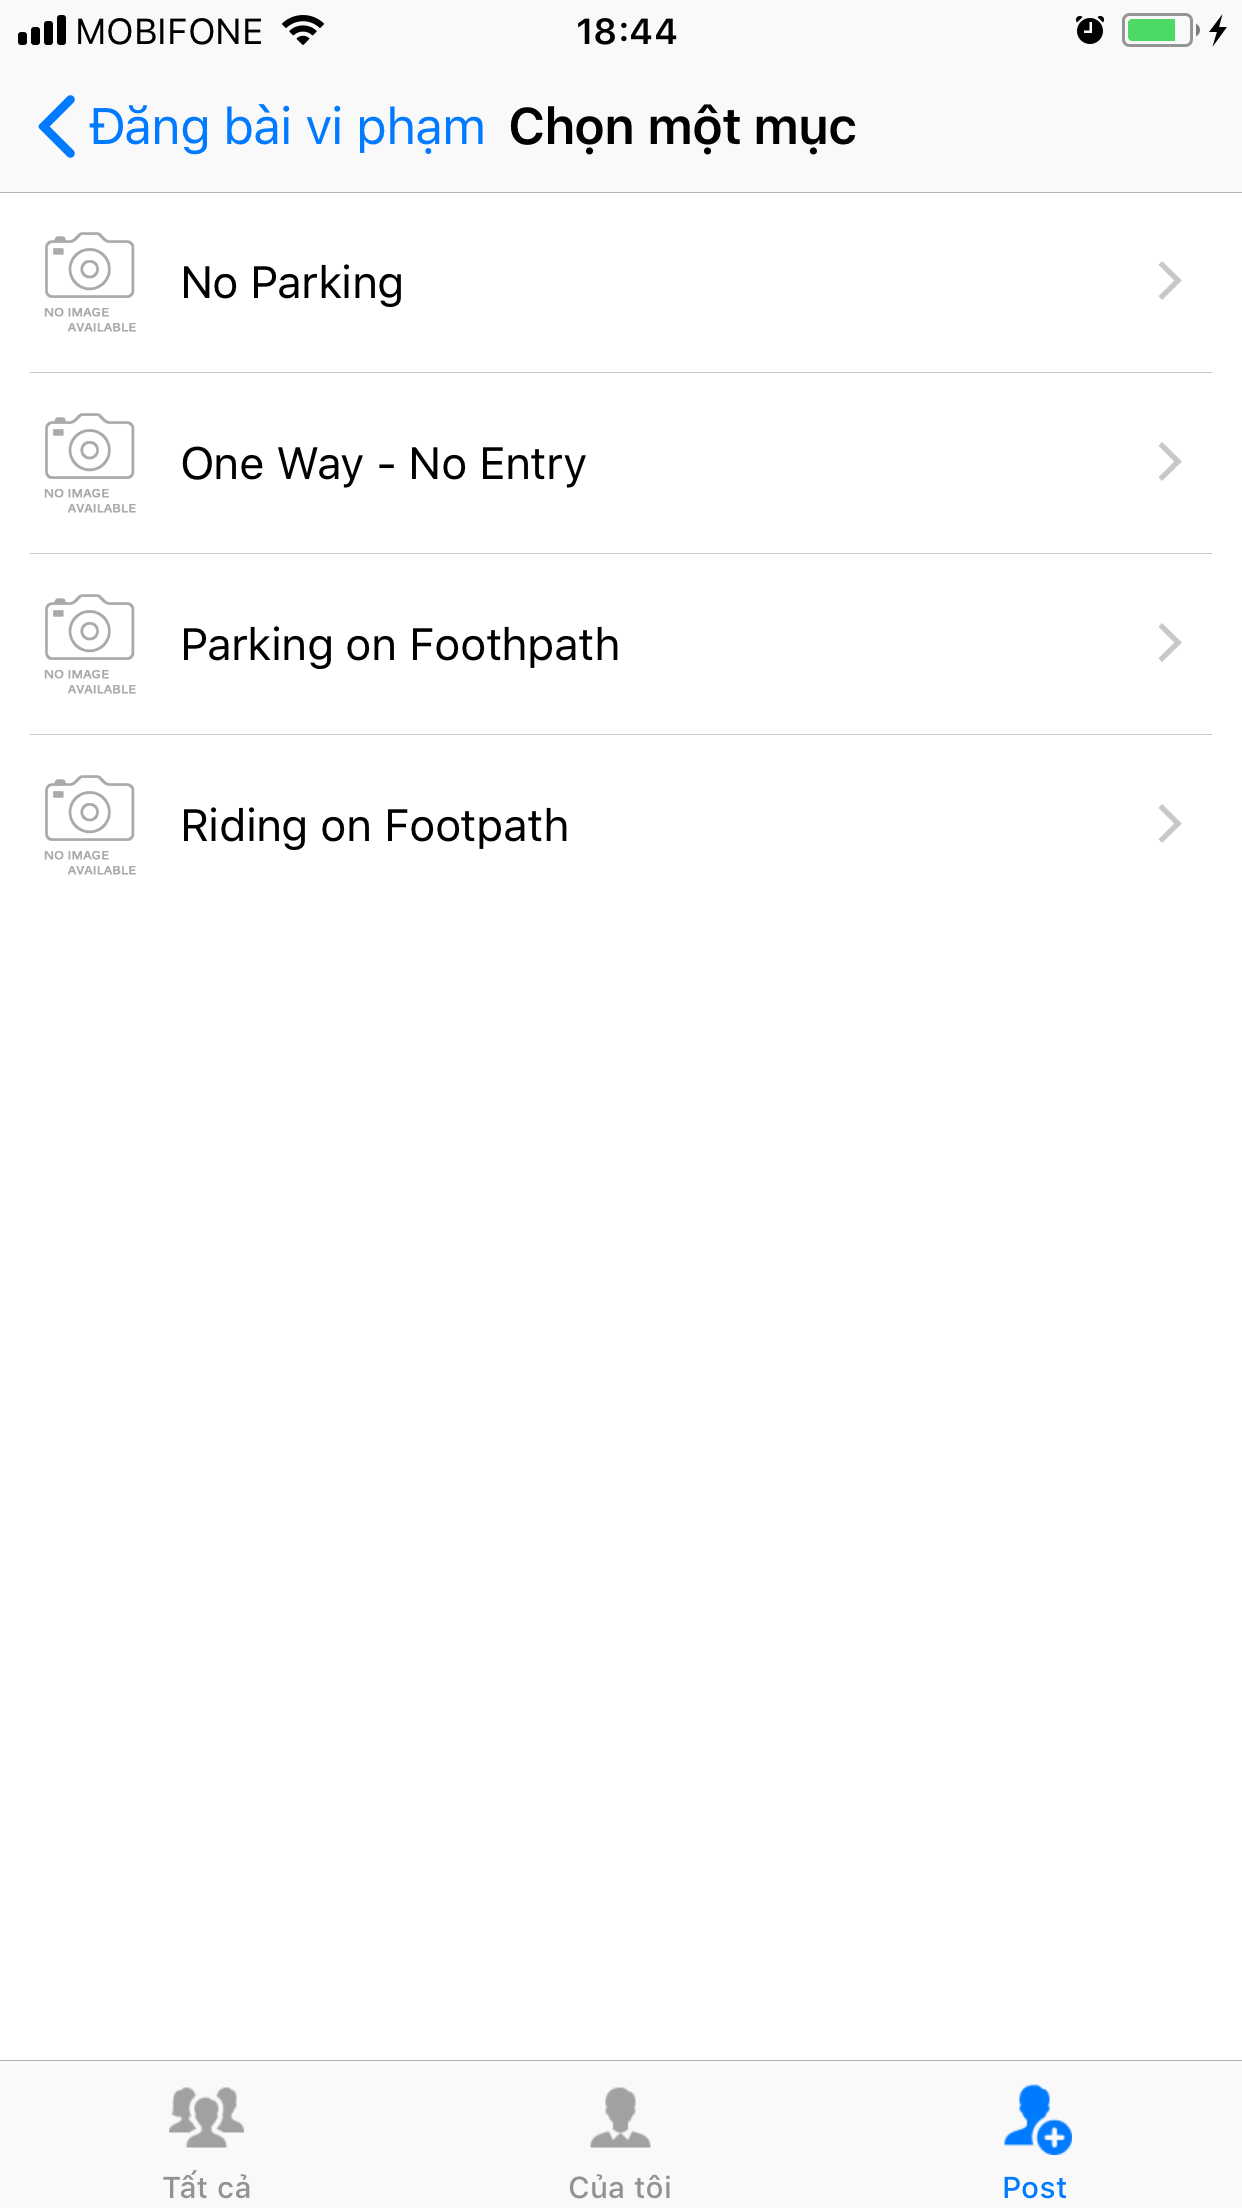 MOBIFONE 18:44
Đăng bài vi phạm Chọn một mục
NO IMAGE
AVAILABLE
No Parking
NO IMAGE
AVAILABLE
One Way - No Entry
NO IMAGE
AVAILABLE
Parking on Foothpath
NO IMAGE
AVAILABLE
Riding on Footpath
Tất cả Của tôi Post